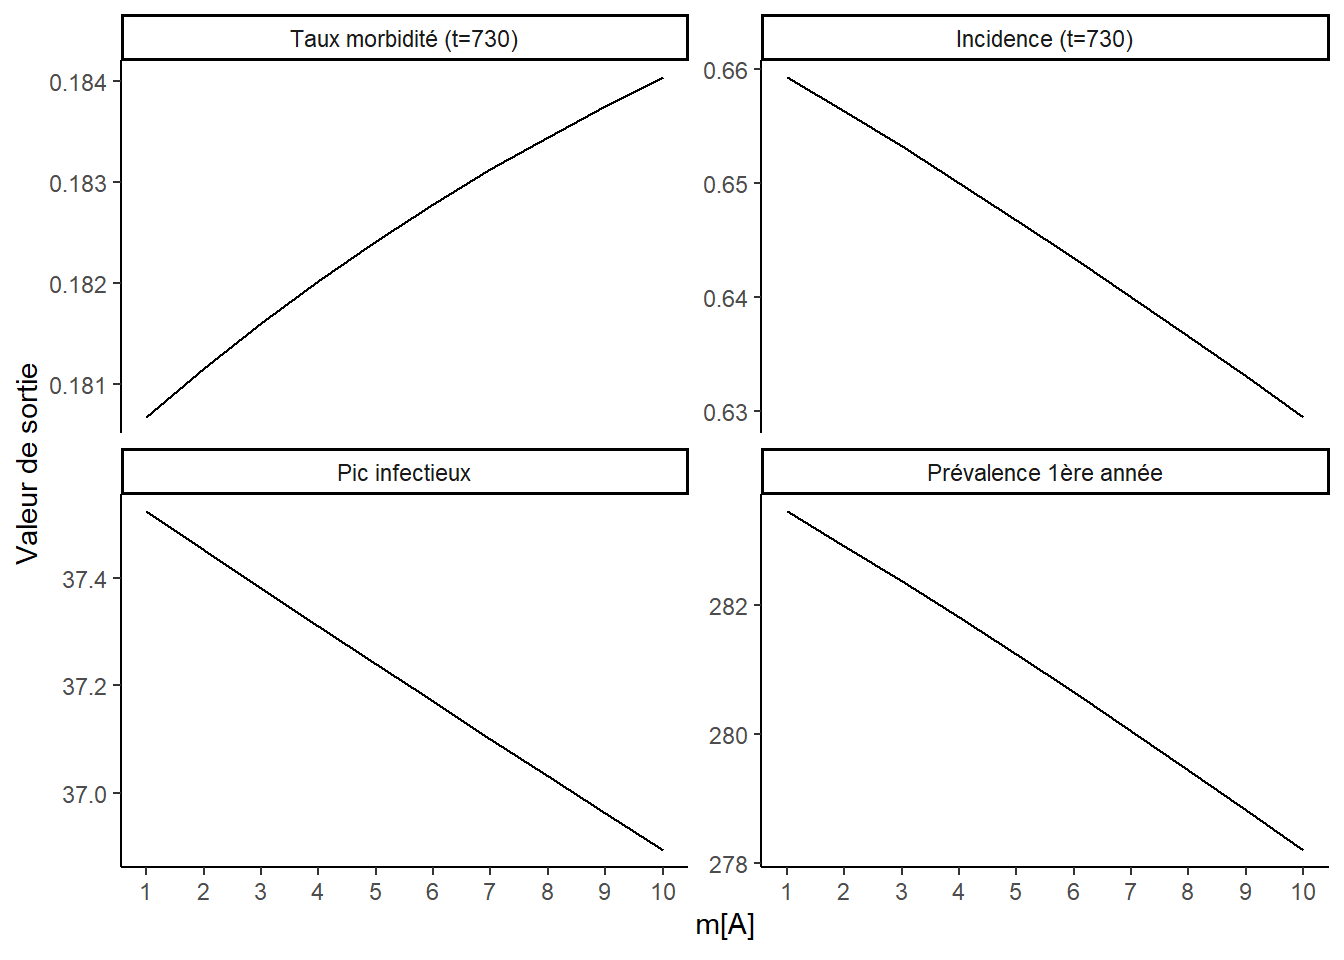 Taux morbidité (t=730)
Incidence (t=730)
0.184
0.183
0.182
0.181
0.66
0.65
0.64
0.63
Valeur de sortie
Pic infectieux
Prévalence 1ère année
37.4
37.2
37.0
282
280
278
1 2 3 4 5 6 7 8 9 10
1 2 3 4 5 6 7 8 9 10
m[A]